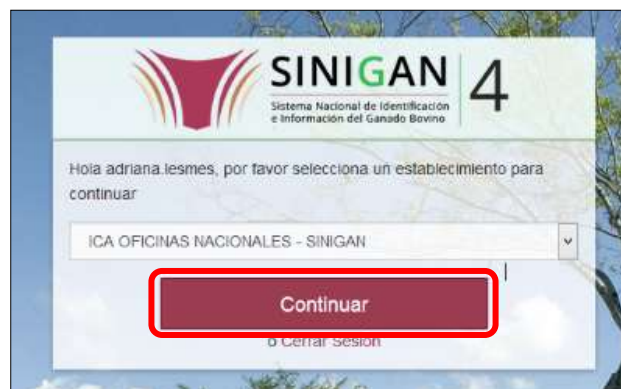 SINIGAN 4
Sistema Nacional de Identificación
e Información del Ganado Bovino
Hola adriana.lesmes, por favor selecciona un establecimiento para
continuar
ICA OFICINAS NACIONALES - SINIGAN
Continuar
o Cerrar Sesión